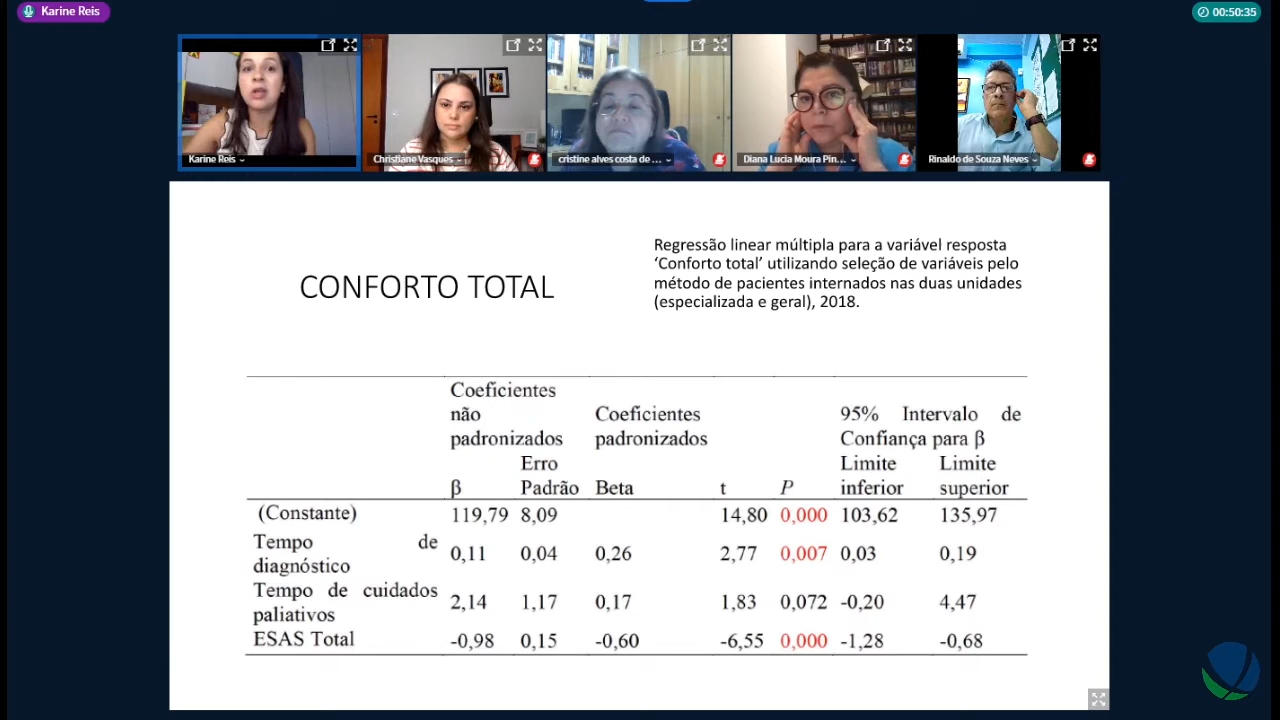 Karine Reis
00:50:35
Karine Reis
Christiane Vasques
cristine alves costa de ...
Diana Lucia Moura Pin...
Rinaldo de Souza Neves
CONFORTO TOTAL
Regressão linear múltipla para a variável resposta
‘Conforto total’ utilizando seleção de variáveis pelo
método de pacientes internados nas duas unidades
(especializada e geral), 2018.
Coeficientes não padronizados Coeficientes padronizados 95% Intervalo de Confiança para β
β Erro Padrão Beta t P Limite inferior Limite superior
(Constante) 119,79 8,09 14,80 0,000 103,62 135,97
Tempo de diagnóstico 0,11 0,04 0,26 2,77 0,007 0,03 0,19
Tempo de cuidados paliativos 2,14 1,17 0,17 1,83 0,072 -0,20 4,47
ESAS Total -0,98 0,15 -0,60 -6,55 0,000 -1,28 -0,68